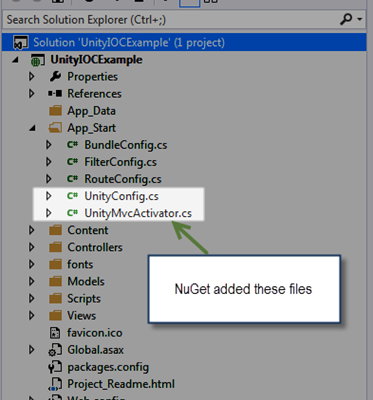 Search Solution Explorer (Ctrl+;)
Solution 'UnityIOCExample' (1 project)
UnityIOCExample
Properties
References
App_Data
App_Start
C# BundleConfig.cs
C# FilterConfig.cs
C# RouteConfig.cs
C# UnityConfig.cs
C# UnityMvcActivator.cs
Content
Controllers
fonts
Models
Scripts
Views
favicon.ico
Global.asax
packages.config
Project_Readme.html
Web.config
NuGet added these files